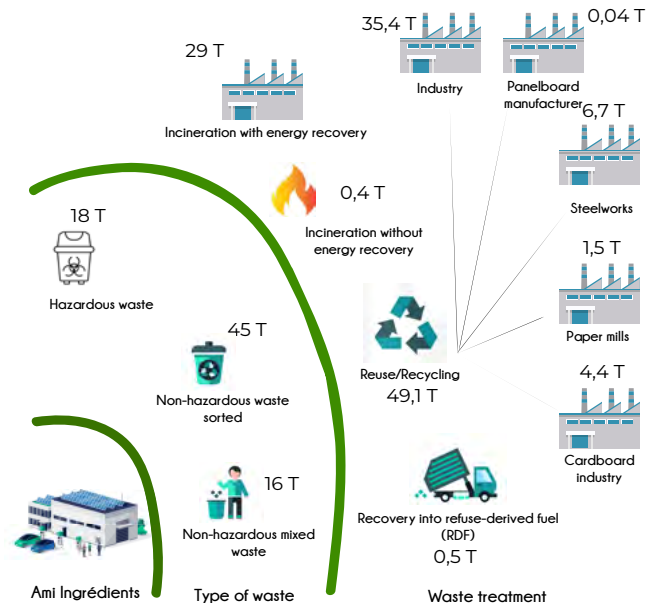 35,4 T
0,04 T
29 T
Industry
Panelboard
manufacturer
6,7 T
Incineration with energy recovery
0,4 T
Steelworks
18 T
Incineration without
energy recovery
1,5 T
Hazardous waste
45 T
Paper mills
Reuse/Recycling
49,1 T
4,4 T
Non-hazardous waste
sorted
Cardboard
industry
16 T
Recovery into refuse-derived fuel
(RDF)
0,5 T
Non-hazardous mixed
waste
Ami Ingrédients
Type of waste
Waste treatment